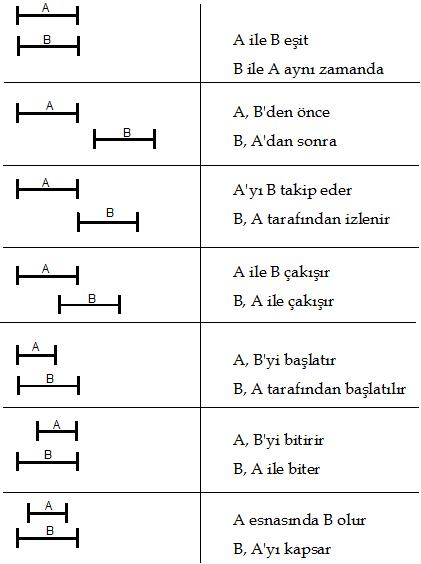 A
B
A ile B eşit
B ile A aynı zamanda
A
B
A, B'den önce
B, A'dan sonra
A
B
A'yı B takip eder
B, A tarafından izlenir
A
B
A ile B çakışır
B, A ile çakışır
A
B
A, B'yi başlatır
B, A tarafından başlatılır
A
B
A, B'yi bitirir
B, A ile biter
A
B
A esnasında B olur
B, A'yı kapsar